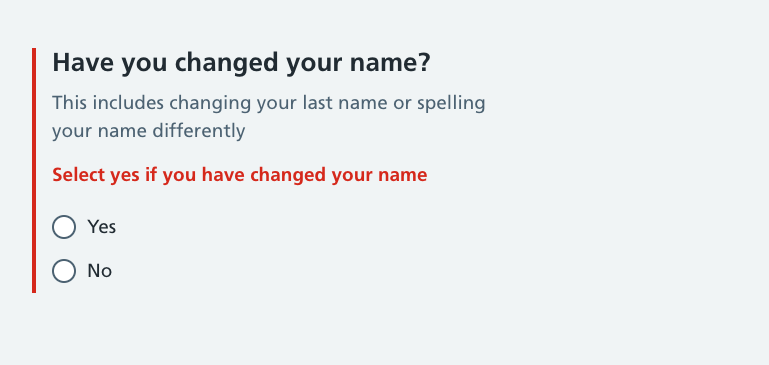 Have you changed your name?
This includes changing your last name or spelling
your name differently
Select yes if you have changed your name
Yes
No